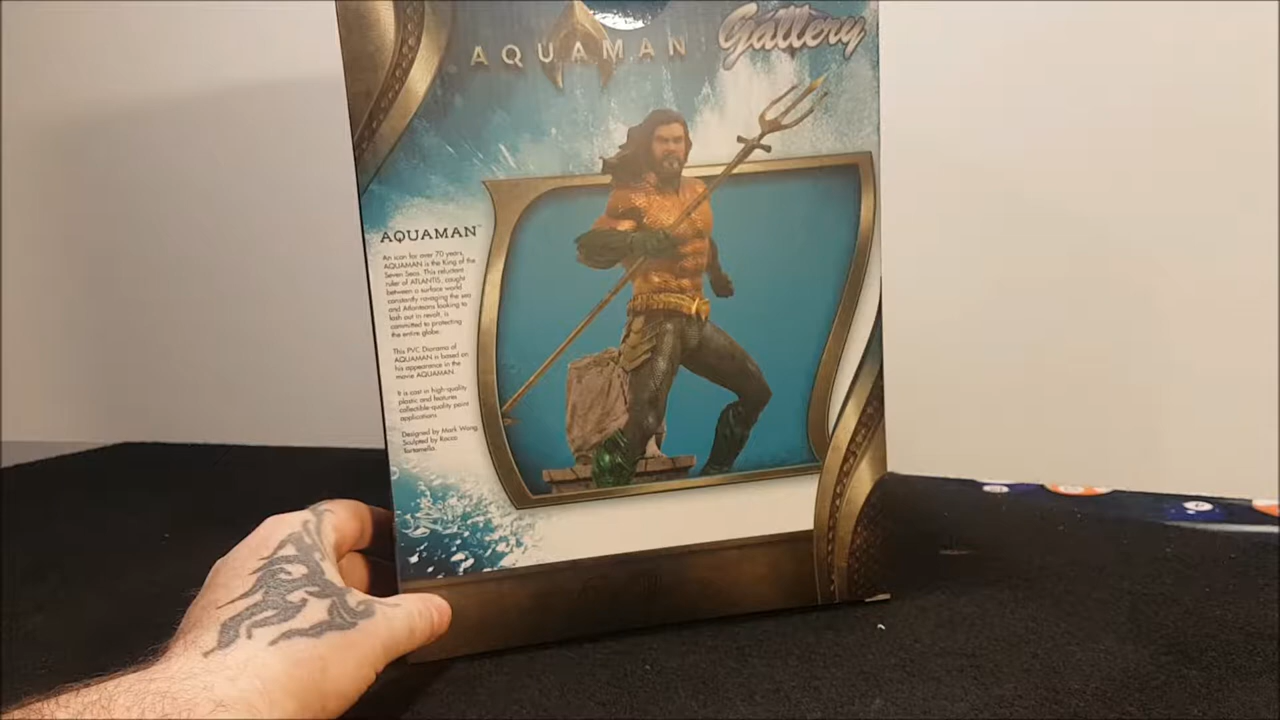 AQUAMAN
Gallery
AQUAMAN™
An icon for over 70 years,
AQUAMAN is the King of the
Seven Seas. This reluctant
ruler of ATLANTIS, caught
between a surface world
constantly ravaging the sea
and Atlanteans looking to
lash out in revolt, is
committed to protecting
the entire globe.
This PVC Diorama of
AQUAMAN is based on
his appearance in the
movie AQUAMAN.
It is cast in high-quality
plastic and features
collectible-quality paint
applications.
Designed by Mark Wong
Sculpted by Rocco
Tartamella.